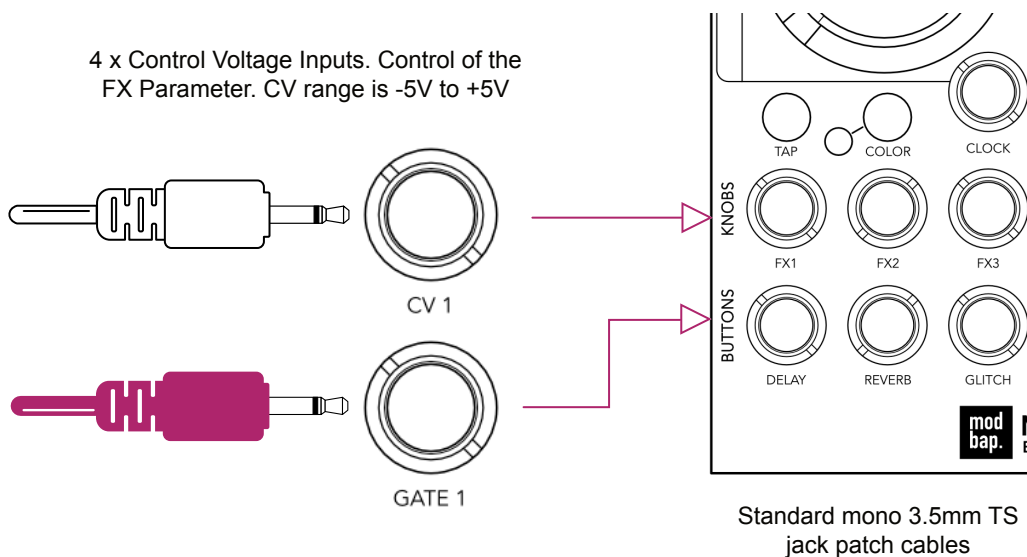 4 x Control Voltage Inputs. Control of the
FX Parameter. CV range is -5V to +5V
CV 1
GATE 1
TAP
COLOR
CLOCK
KNOBS
FX1
FX2
FX3
BUTTONS
DELAY
REVERB
GLITCH
mod
bap.
Standard mono 3.5mm TS
jack patch cables